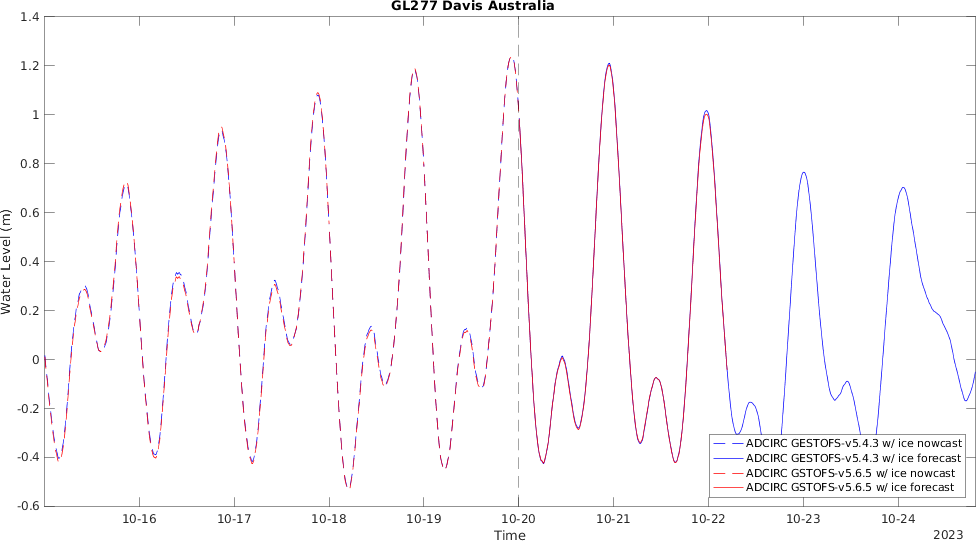 GL277 Davis Australia
1.4
1.2
1
0.8
0.6
0.4
0.2
0
-0.2
-0.4
-0.6
Water Level (m)
10-16 10-17 10-18 10-19 10-20 10-21 10-22 10-23 10-24
Time
2023
ADCIRC GESTOFS-v5.4.3 w/ ice nowcast
ADCIRC GESTOFS-v5.4.3 w/ ice forecast
ADCIRC GSTOFS-v5.6.5 w/ ice nowcast
ADCIRC GSTOFS-v5.6.5 w/ ice forecast